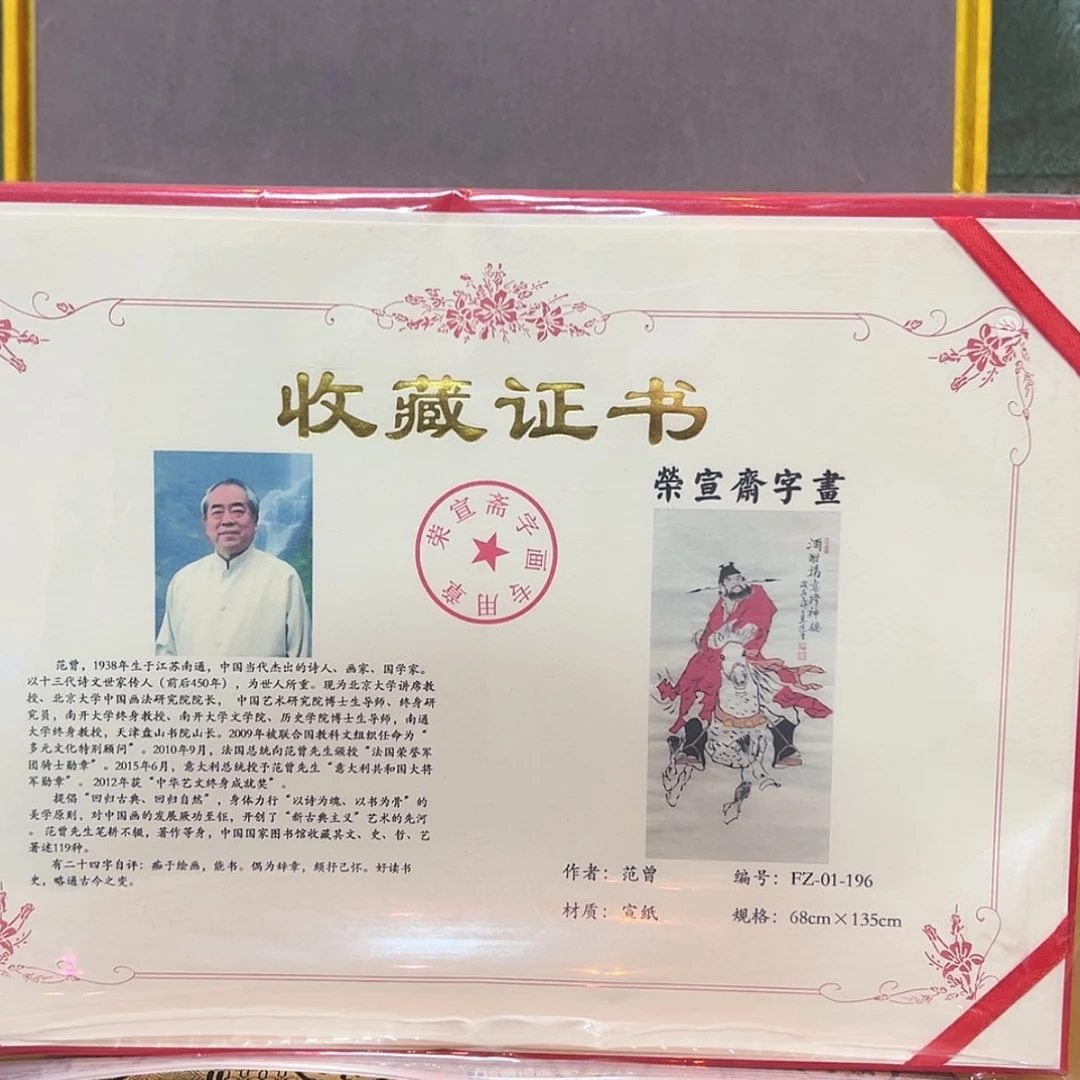 收藏证书
荣宣斋字画专用章
范曾，1938年生于江苏南通，中国当代杰出的诗人、画家、国学家。
以十三代诗文世家传人（前后450年），为世人所重。现为北京大学讲席教
授、北京大学中国画法研究院院长， 中国艺术研究院博士生导师、终身研
究员，南开大学终身教授、南开大学文学院、历史学院博士生导师，南通
大学终身教授，天津盘山书院山长。2009年被联合国教科文组织任命为“
多元文化特别顾问”。2010年9月，法国总统向范曾先生颁授“法国荣誉军
团骑士勋章”。2015年6月，意大利总统授予范曾先生“意大利共和国大将
军勋章”。2012年获“中华艺文终身成就奖”。
提倡“回归古典、回归自然”，身体力行“以诗为魂、以书为骨”的
美学原则，对中国画的发展厥功至钜，开创了“新古典主义”艺术的先河
。范曾先生笔耕不辍，著作等身，中国国家图书馆收藏其文、史、哲、艺
著述119种。
有二十四字自评：痴于绘画，能书。偶为辞章，颇抒己怀。好读书
史，略通古今之变。
榮宣齋字畫
作者：范曾
编号：FZ-01-196
材质：宣纸
规格：68cm×135cm